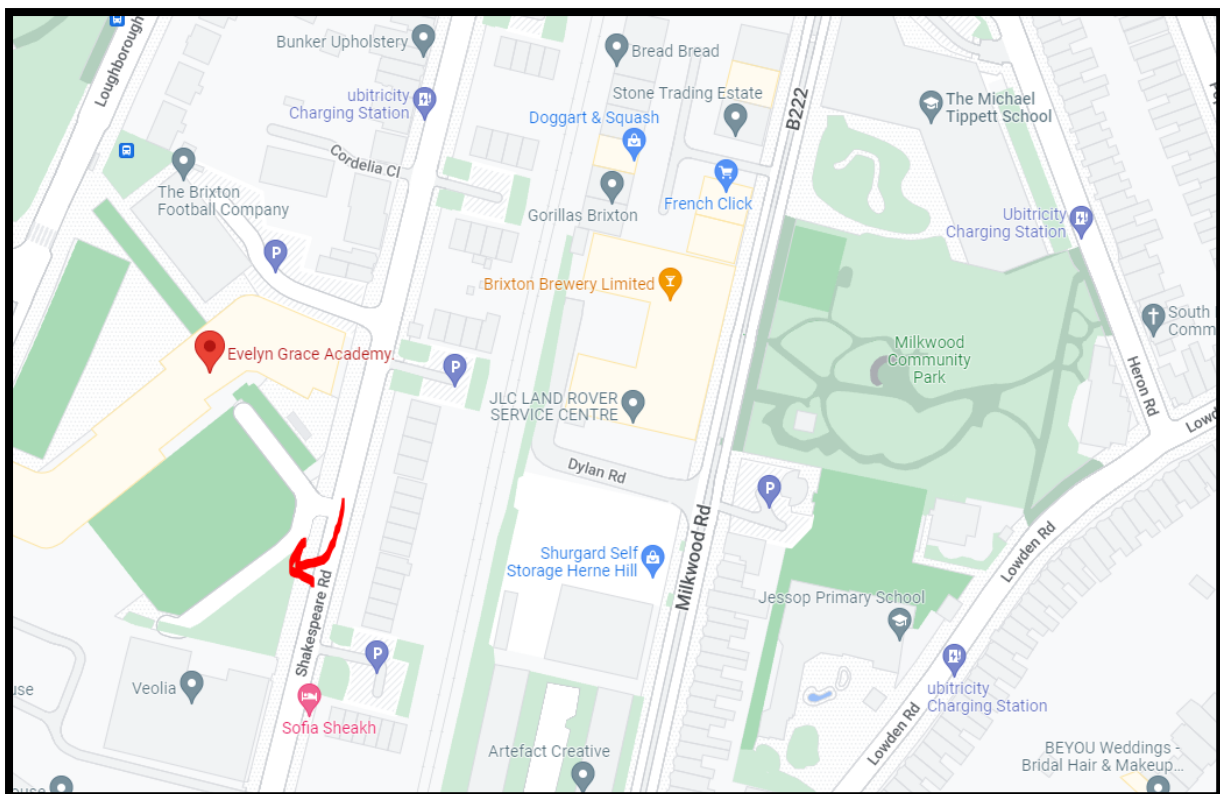 Loughborough
Bunker Upholstery
Bread Bread
ubitricity
Charging Station
Stone Trading Estate
B222
The Michael
Tippett School
Doggart & Squash
Cordelia Cl
The Brixton
Football Company
P
Gorillas Brixton
French Click
Ubitricity
Charging Station
Brixton Brewery Limited
South
Comm
Evelyn Grace Academy
P
Milkwood
Community
Park
Heron Rd
JLC LAND ROVER
SERVICE CENTRE
Lowd
Dylan Rd
P
Milkwood Rd
Shurgard Self
Storage Herne Hill
Lowden Rd
Shakespeare Rd
Jessop Primary School
P
Veolia
Sofia Sheakh
ubitricity
Charging Station
Lowden Rd
Artefact Creative
BEYOU Weddings -
Bridal Hair & Makeup...